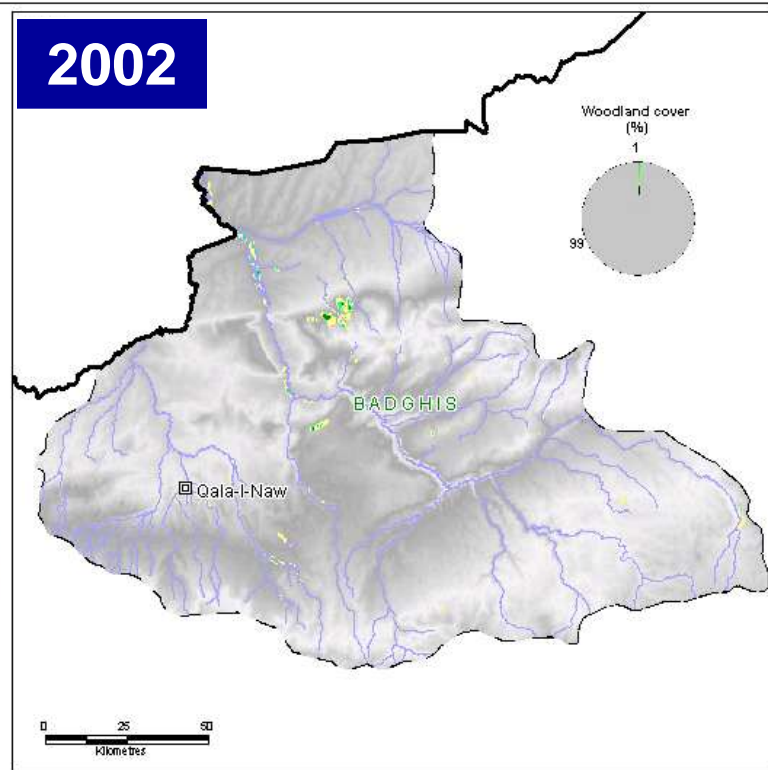 2002
Woodland cover
(%)
1
99
BADGHIS
Qala-I-Naw
0 25 50
Kilometres